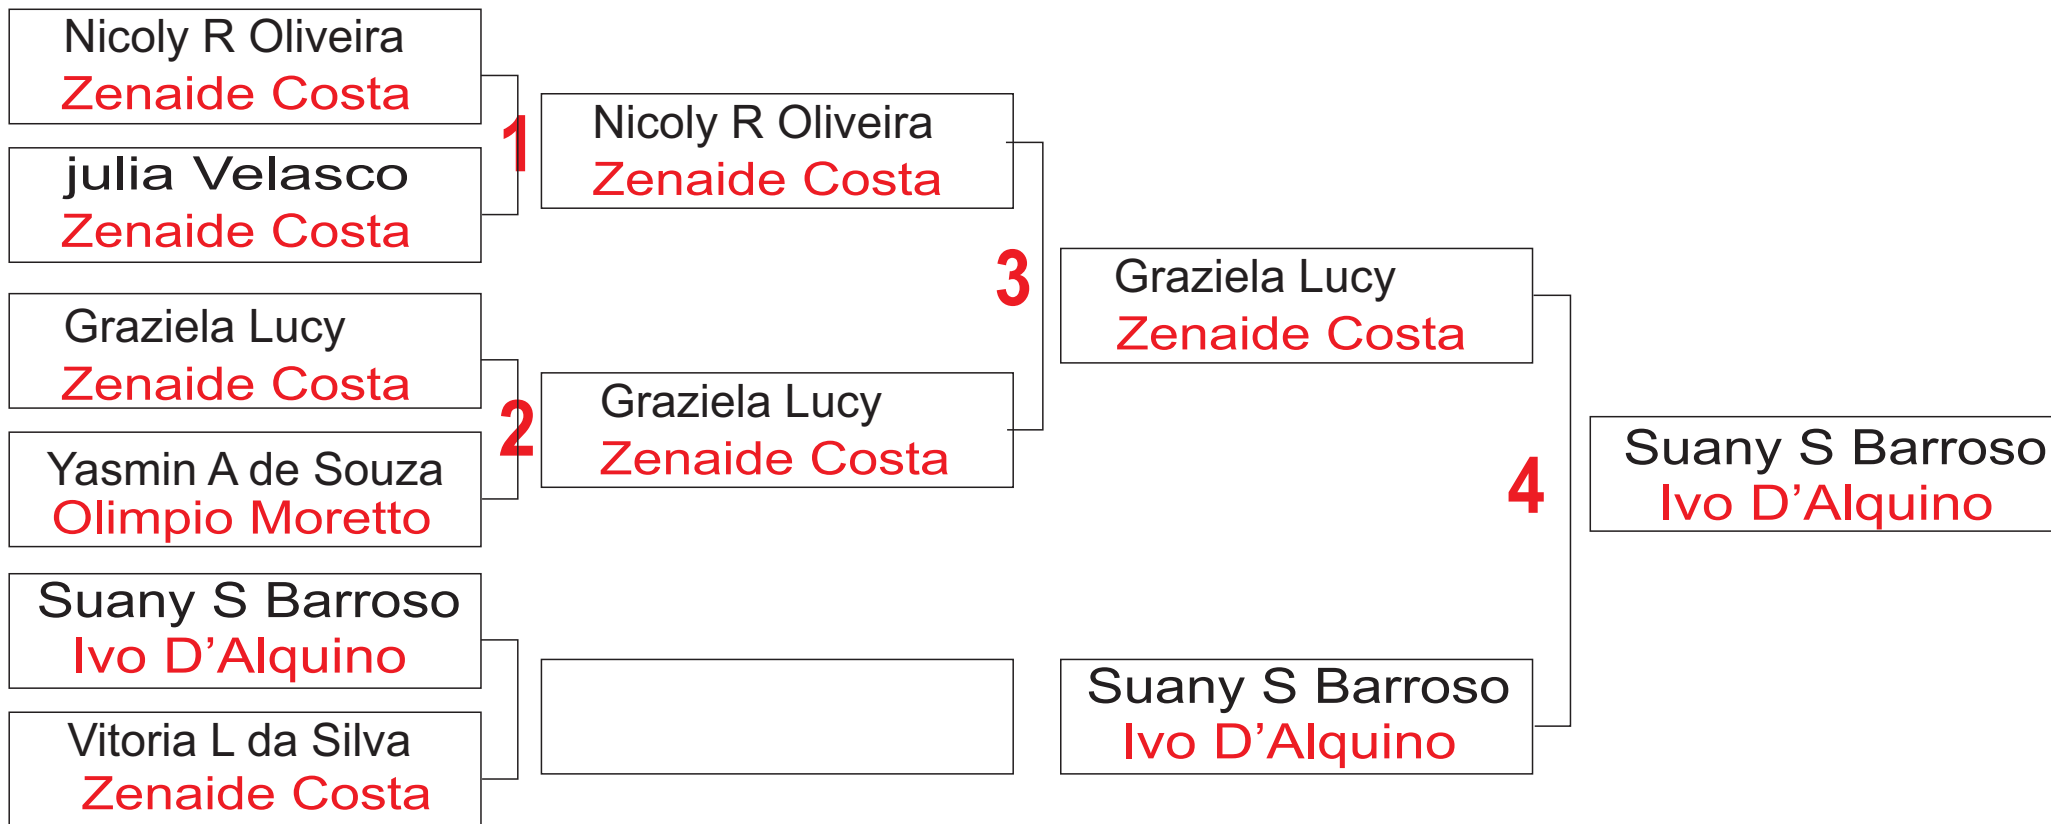 Nicoly R Oliveira
Zenaide Costa
julia Velasco
Zenaide Costa
Graziela Lucy
Zenaide Costa
Yasmin A de Souza
Olimpio Moretto
Suany S Barroso
Ivo D’Alquino
Vitoria L da Silva
Zenaide Costa
1
2
Nicoly R Oliveira
Zenaide Costa
Graziela Lucy
Zenaide Costa
3
Graziela Lucy
Zenaide Costa
Suany S Barroso
Ivo D’Alquino
4
Suany S Barroso
Ivo D’Alquino